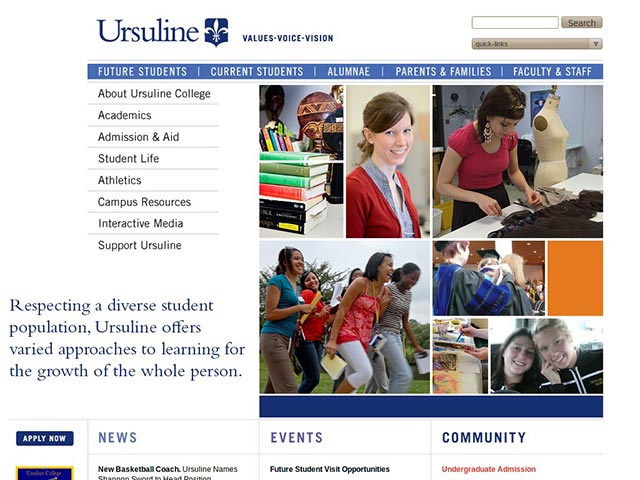 Ursuline
VALUES·VOICE·VISION
Search
quick-links
FUTURE STUDENTS | CURRENT STUDENTS | ALUMNAE | PARENTS & FAMILIES | FACULTY & STAFF
About Ursuline College
Academics
Admission & Aid
Student Life
Athletics
Campus Resources
Interactive Media
Support Ursuline
Respecting a diverse student
population, Ursuline offers
varied approaches to learning for
the growth of the whole person.
APPLY NOW
NEWS
EVENTS
COMMUNITY
Ursuline College
New Basketball Coach. Ursuline Names
Shannon Sword to Head Position
Future Student Visit Opportunities
Undergraduate Admission